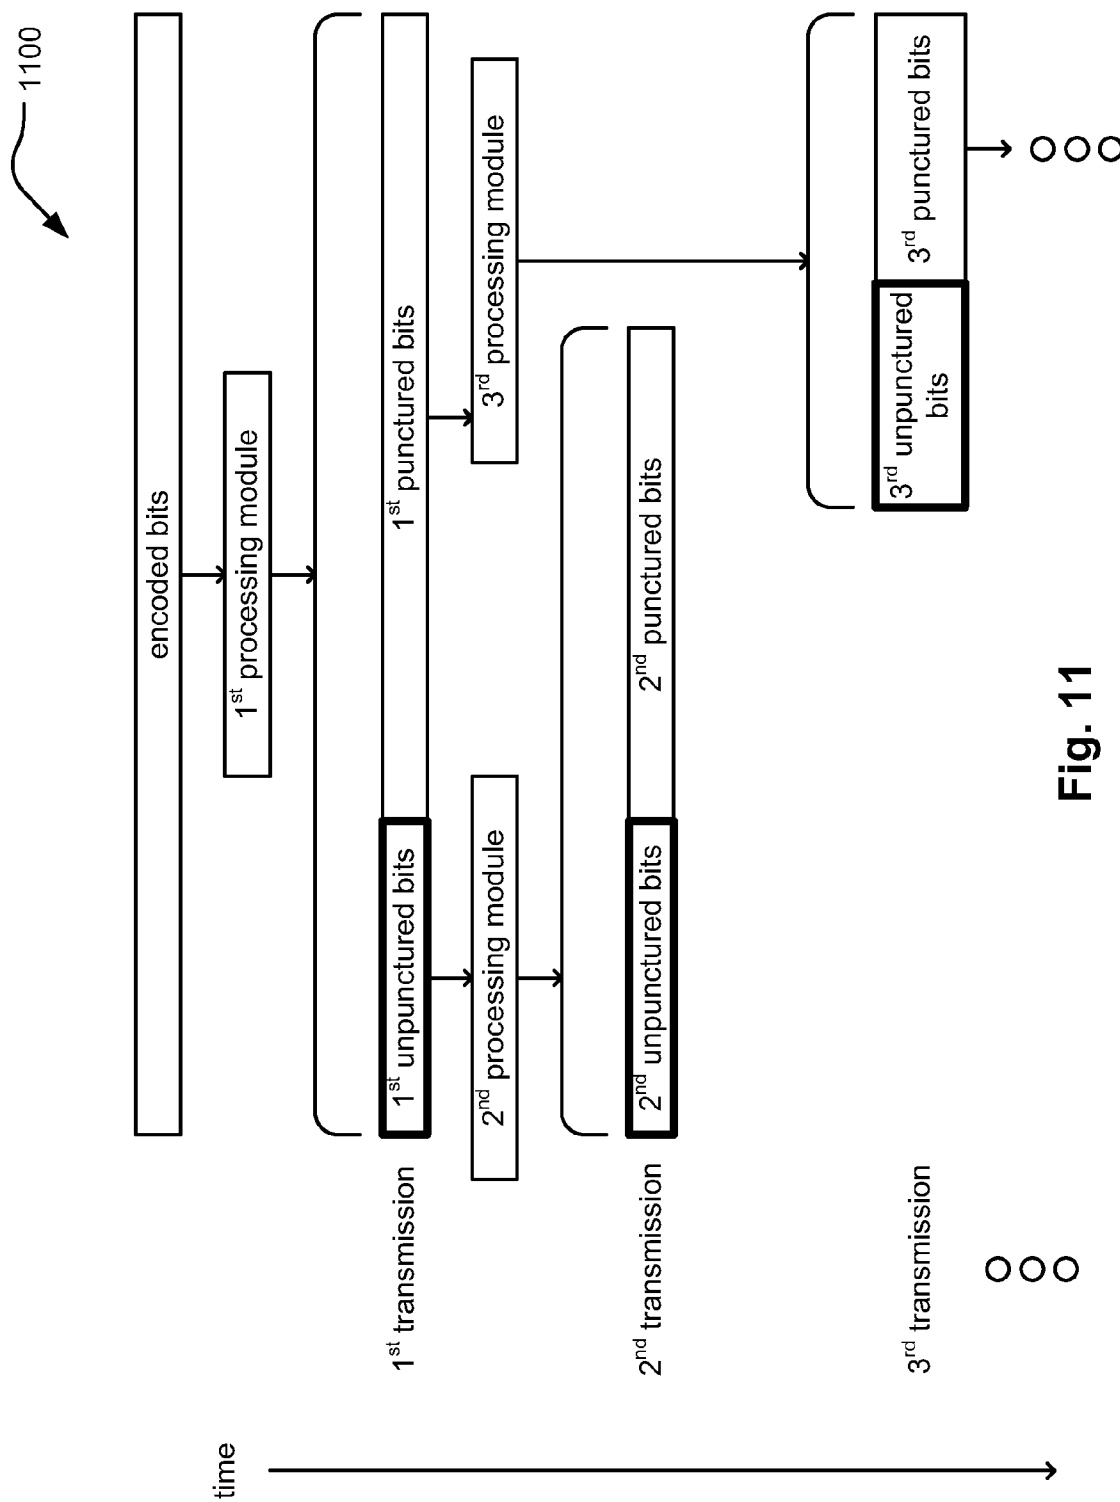 1100
encoded bits
1st processing module
1st transmission
1st unpunctured bits
1st punctured bits
2nd processing module
3rd processing module
2nd transmission
2nd unpunctured bits
2nd punctured bits
3rd transmission
3rd unpunctured
bits
3rd punctured bits
time
Fig. 11